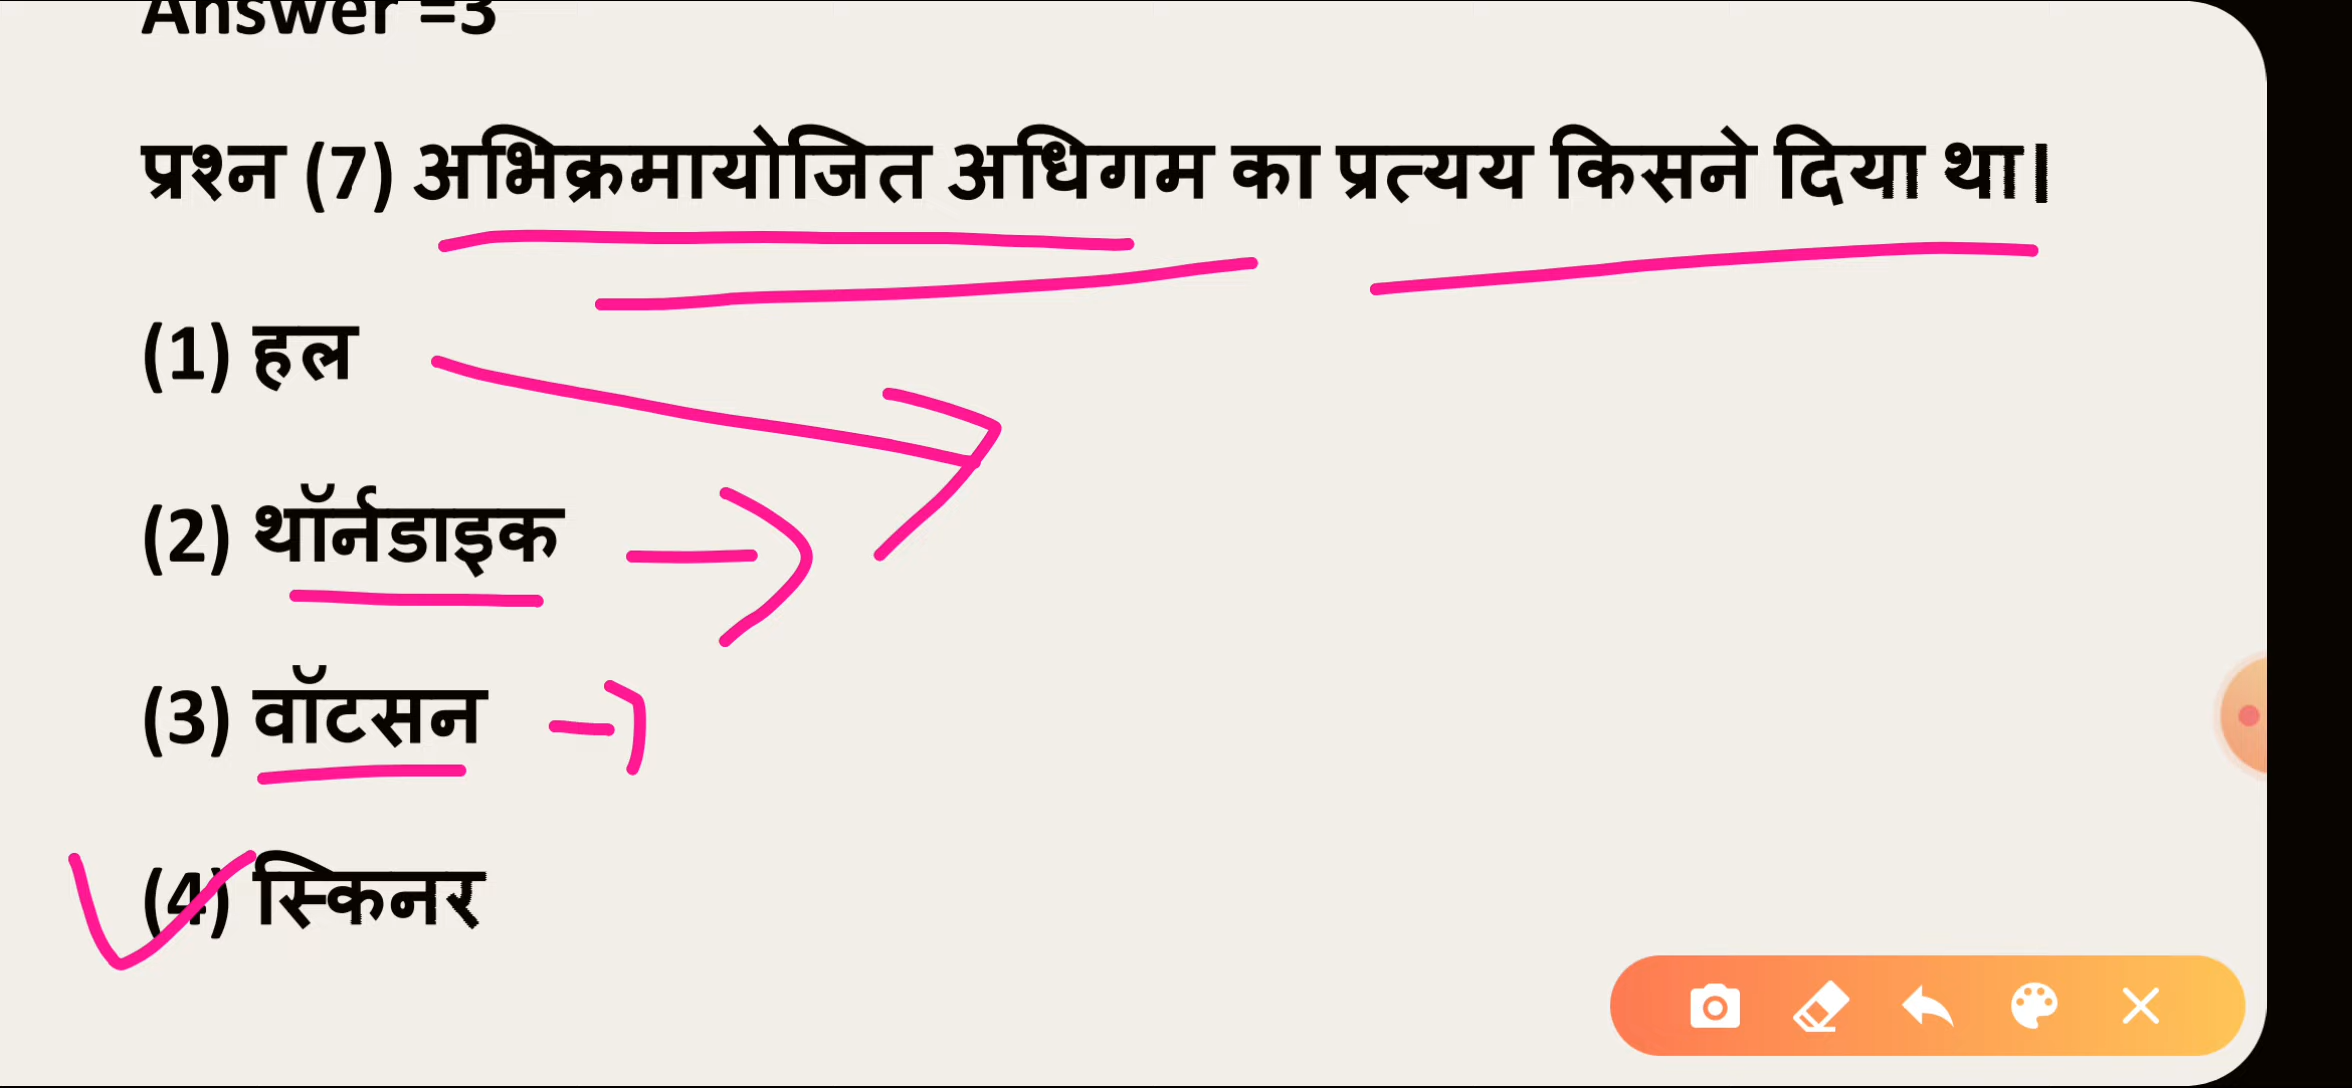 Answer =3
प्रश्न (7) अभिक्रमायोजित अधिगम का प्रत्यय किसने दिया था।
(1) हल
(2) थॉर्नडाइक
(3) वॉटसन
(4) स्किनर